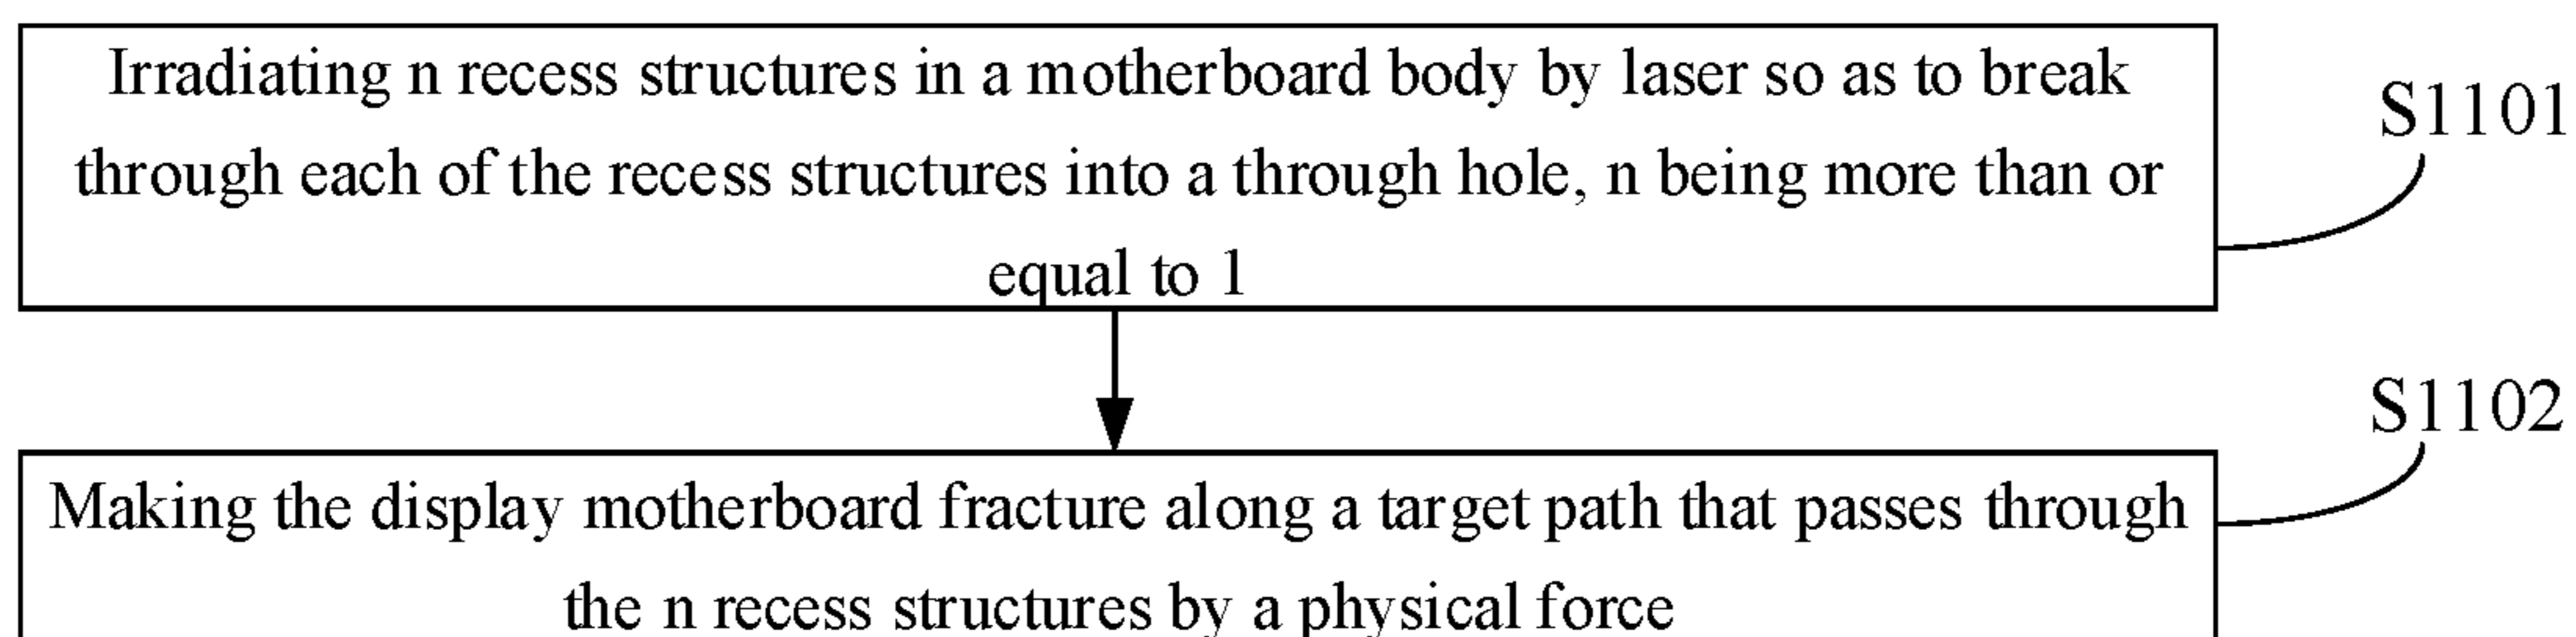 Irradiating n recess structures in a motherboard body by laser so as to break
through each of the recess structures into a through hole, n being more than or
equal to 1
S1101
Making the display motherboard fracture along a target path that passes through
the n recess structures by a physical force
S1102